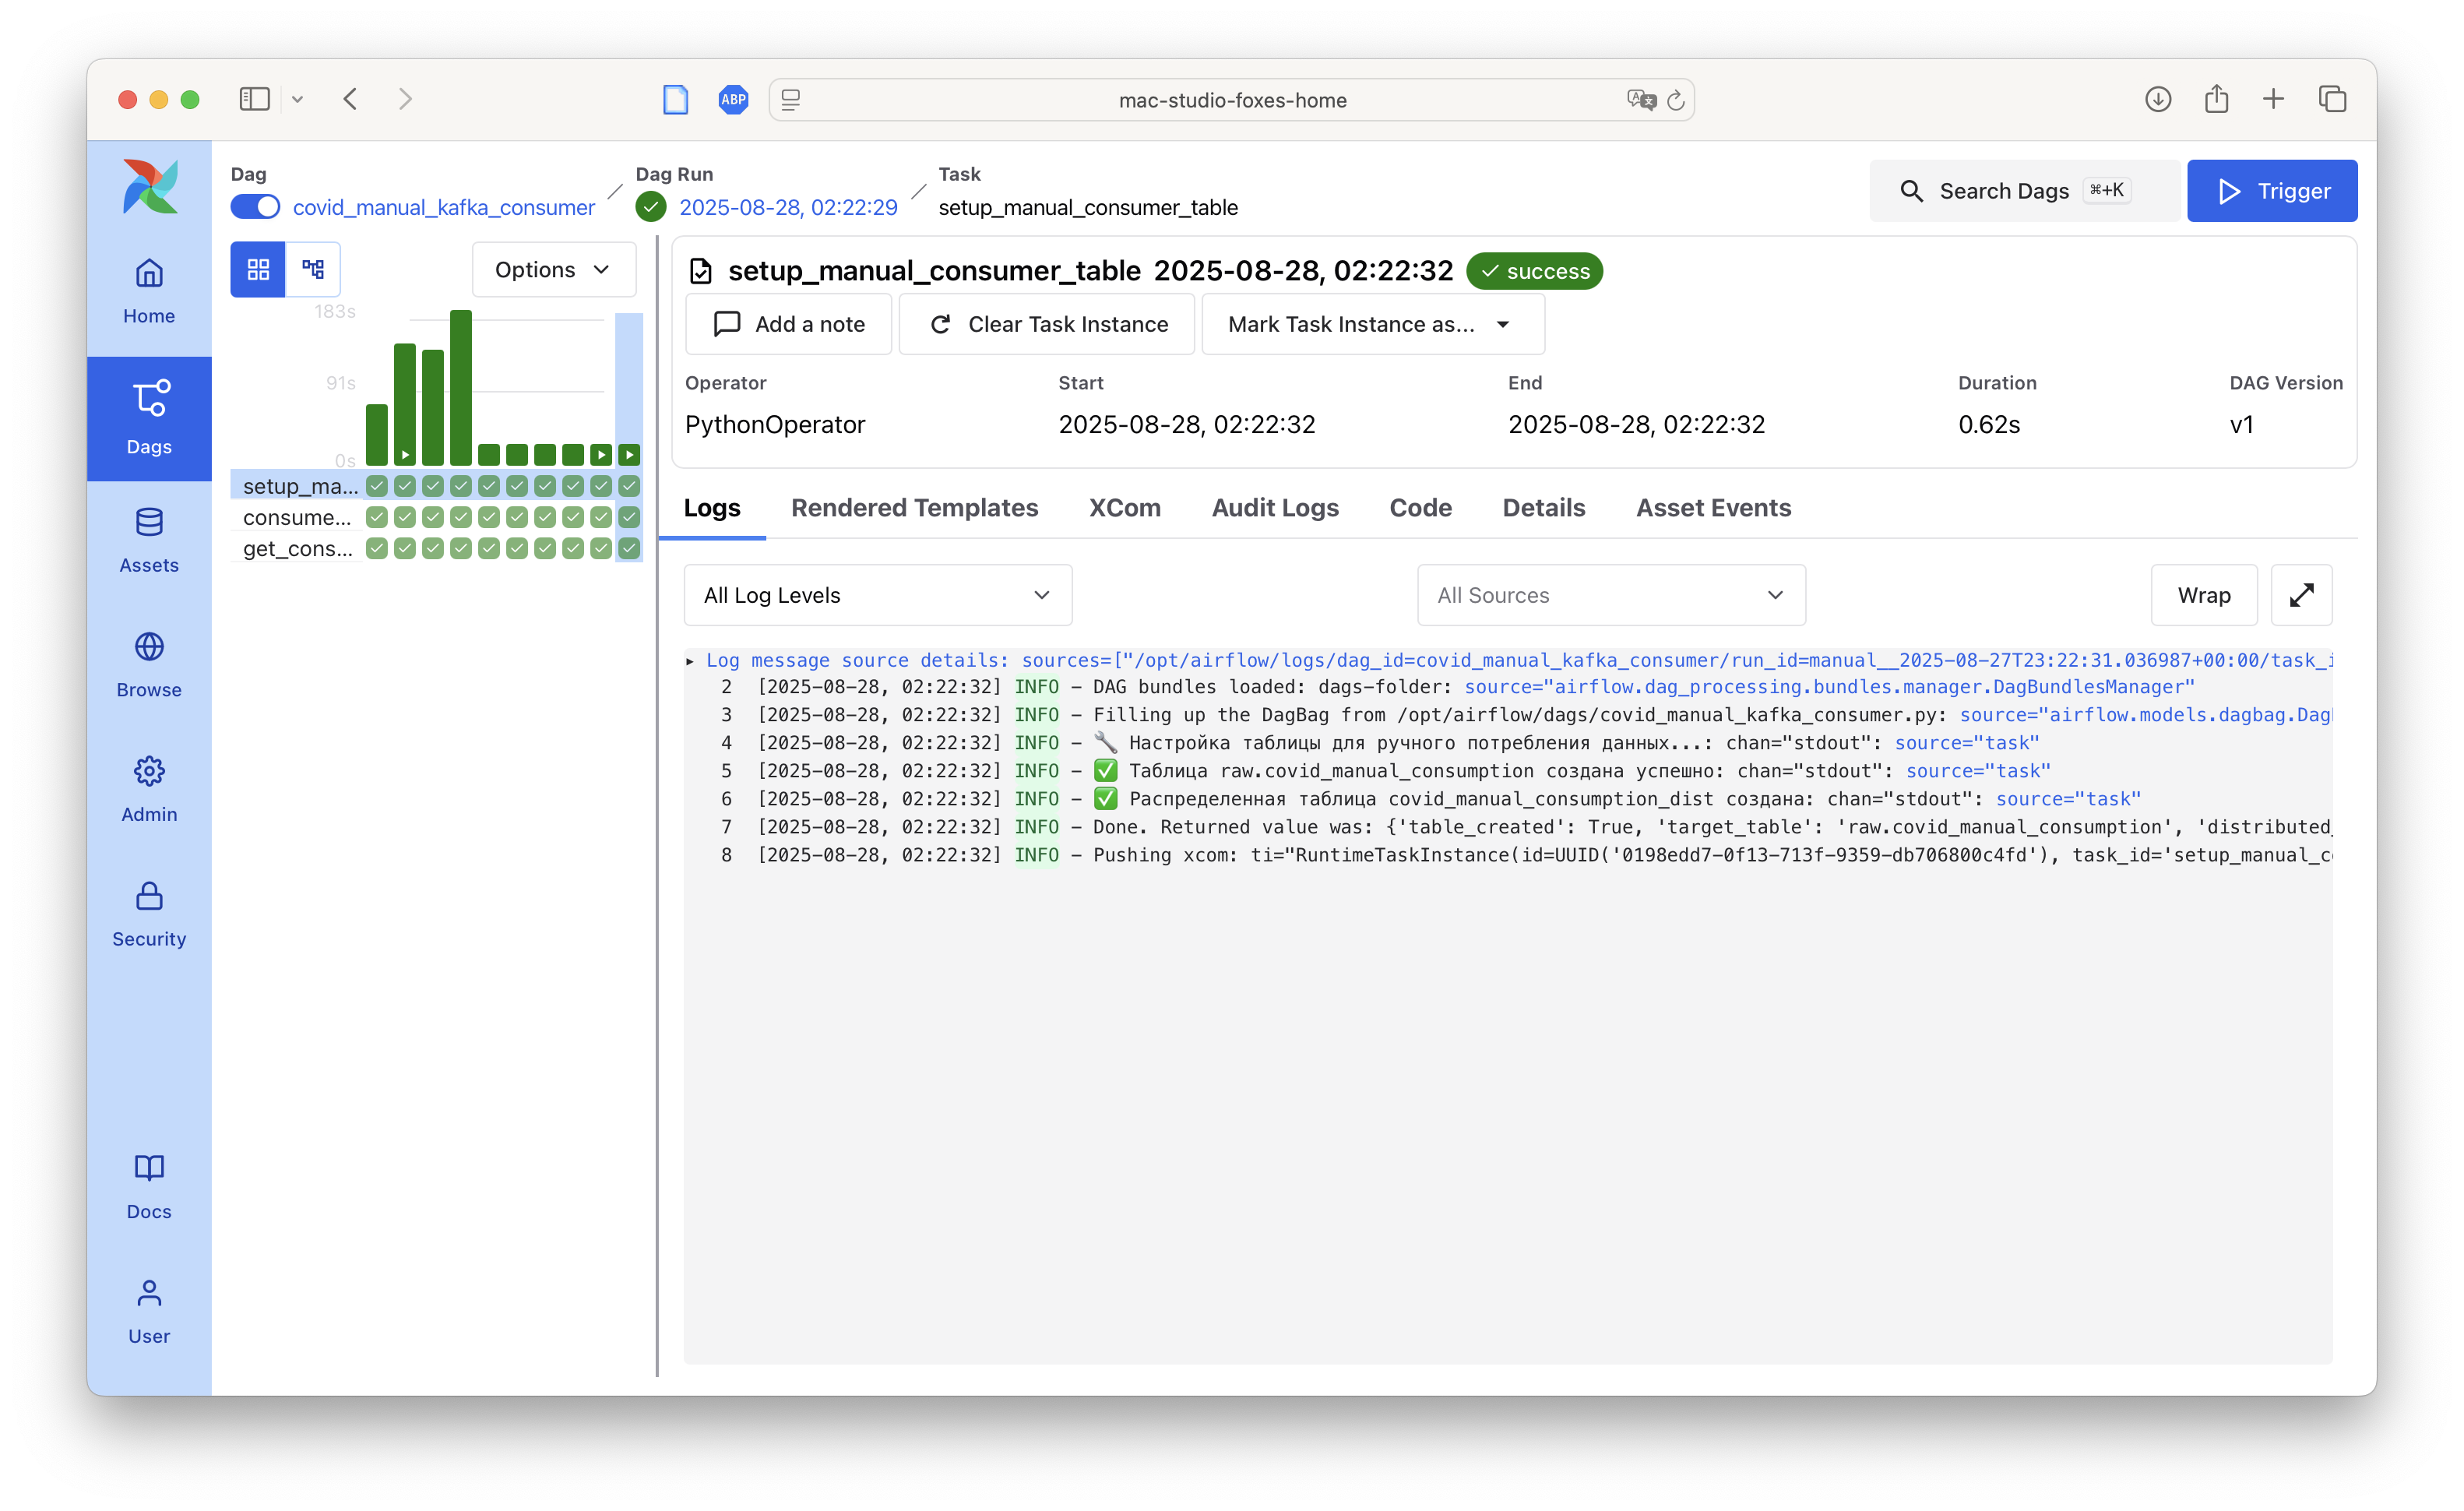 ABP
mac-studio-foxes-home
Dag
covid_manual_kafka_consumer
Dag Run
2025-08-28, 02:22:29
Task
setup_manual_consumer_table
Search Dags ⌘+K
Trigger
Home
Dags
Assets
Browse
Admin
Security
Docs
User
Options
183s
91s
0s
setup_ma...
consume...
get_cons...
setup_manual_consumer_table 2025-08-28, 02:22:32 success
Add a note
Clear Task Instance
Mark Task Instance as...
Operator Start End Duration DAG Version
PythonOperator 2025-08-28, 02:22:32 2025-08-28, 02:22:32 0.62s v1
Logs Rendered Templates XCom Audit Logs Code Details Asset Events
All Log Levels All Sources Wrap
Log message source details: sources=["/opt/airflow/logs/dag_id=covid_manual_kafka_consumer/run_id=manual__2025-08-27T23:22:31.036987+00:00/task_i
2 [2025-08-28, 02:22:32] INFO – DAG bundles loaded: dags-folder: source="airflow.dag_processing.bundles.manager.DagBundlesManager"
3 [2025-08-28, 02:22:32] INFO – Filling up the DagBag from /opt/airflow/dags/covid_manual_kafka_consumer.py: source="airflow.models.dagbag.Dag
4 [2025-08-28, 02:22:32] INFO – 🔧 Настройка таблицы для ручного потребления данных...: chan="stdout": source="task"
5 [2025-08-28, 02:22:32] INFO – ✅ Таблица raw.covid_manual_consumption создана успешно: chan="stdout": source="task"
6 [2025-08-28, 02:22:32] INFO – ✅ Распределенная таблица covid_manual_consumption_dist создана: chan="stdout": source="task"
7 [2025-08-28, 02:22:32] INFO – Done. Returned value was: {'table_created': True, 'target_table': 'raw.covid_manual_consumption', 'distributed_
8 [2025-08-28, 02:22:32] INFO – Pushing xcom: ti="RuntimeTaskInstance(id=UUID('0198edd7-0f13-713f-9359-db706800c4fd'), task_id='setup_manual_c